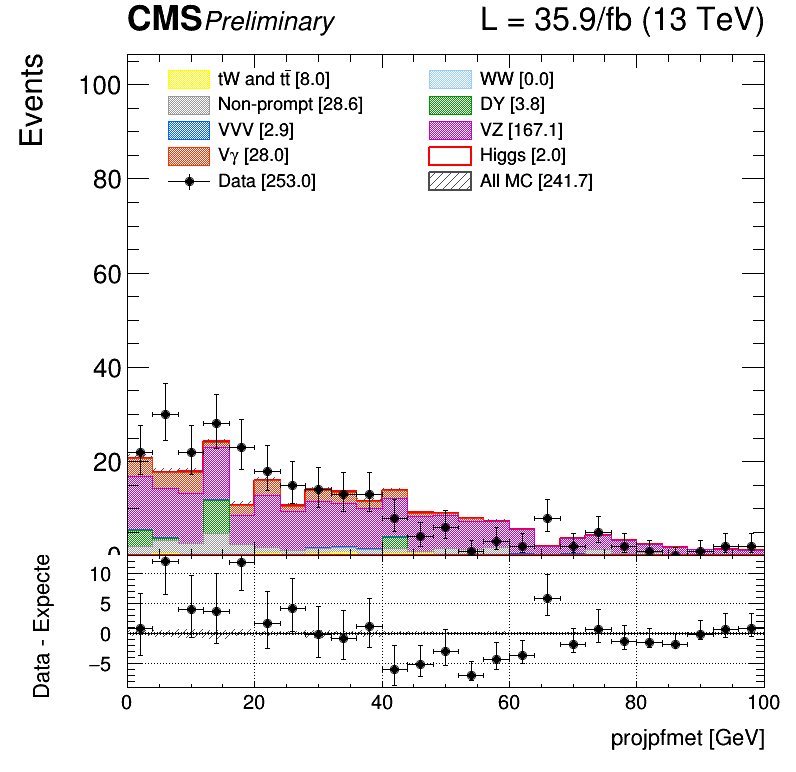 CMS Preliminary L = 35.9/fb (13 TeV)
Events
100
80
60
40
20
0
tW and tt̄ [8.0]
Non-prompt [28.6]
VVV [2.9]
Vγ [28.0]
Data [253.0]
WW [0.0]
DY [3.8]
VZ [167.1]
Higgs [2.0]
All MC [241.7]
Data - Expecte
10
5
0
−5
0 20 40 60 80 100
projpfmet [GeV]